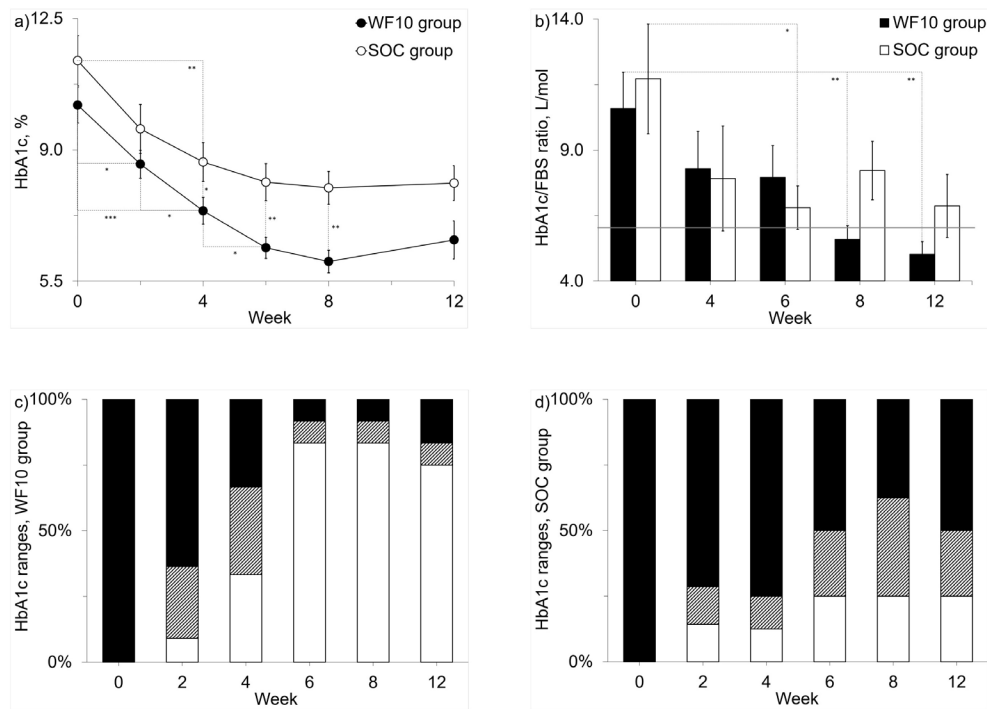 a)
12.5
9.0
5.5
HbA1c, %
WF10 group
SOC group
**
*
***
*
*
*
**
**
0
4
6
8
12
Week
b)
14.0
9.0
4.0
HbA1c/FBS ratio, L/mol
WF10 group
SOC group
*
**
**
0
4
6
8
12
Week
c)
100%
50%
0%
HbA1c ranges, WF10 group
0
2
4
6
8
12
Week
d)
100%
50%
0%
HbA1c ranges, SOC group
0
2
4
6
8
12
Week